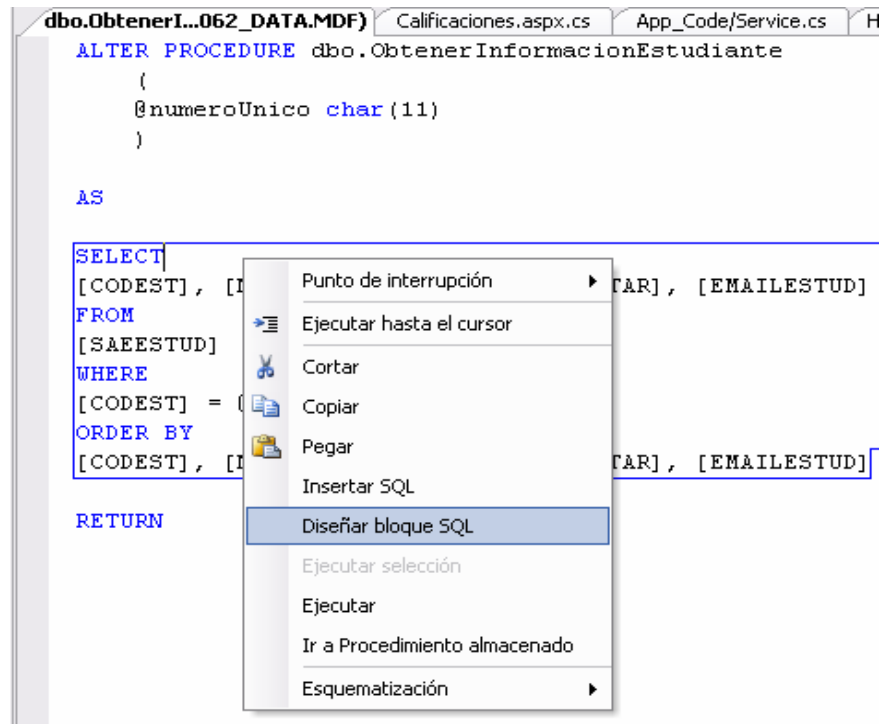 dbo.ObtenerI...062_DATA.MDF) Calificaciones.aspx.cs App_Code/Service.cs H
ALTER PROCEDURE dbo.ObtenerInformacionEstudiante
(
@numeroUnico char(11)
)
AS
SELECT
[CODEST], [ TAR], [EMAILESTUD]
FROM
[SAEESTUD]
WHERE
[CODEST] = (
ORDER BY
[CODEST], [ TAR], [EMAILESTUD]
RETURN
Punto de interrupción
Ejecutar hasta el cursor
Cortar
Copiar
Pegar
Insertar SQL
Diseñar bloque SQL
Ejecutar selección
Ejecutar
Ir a Procedimiento almacenado
Esquematización